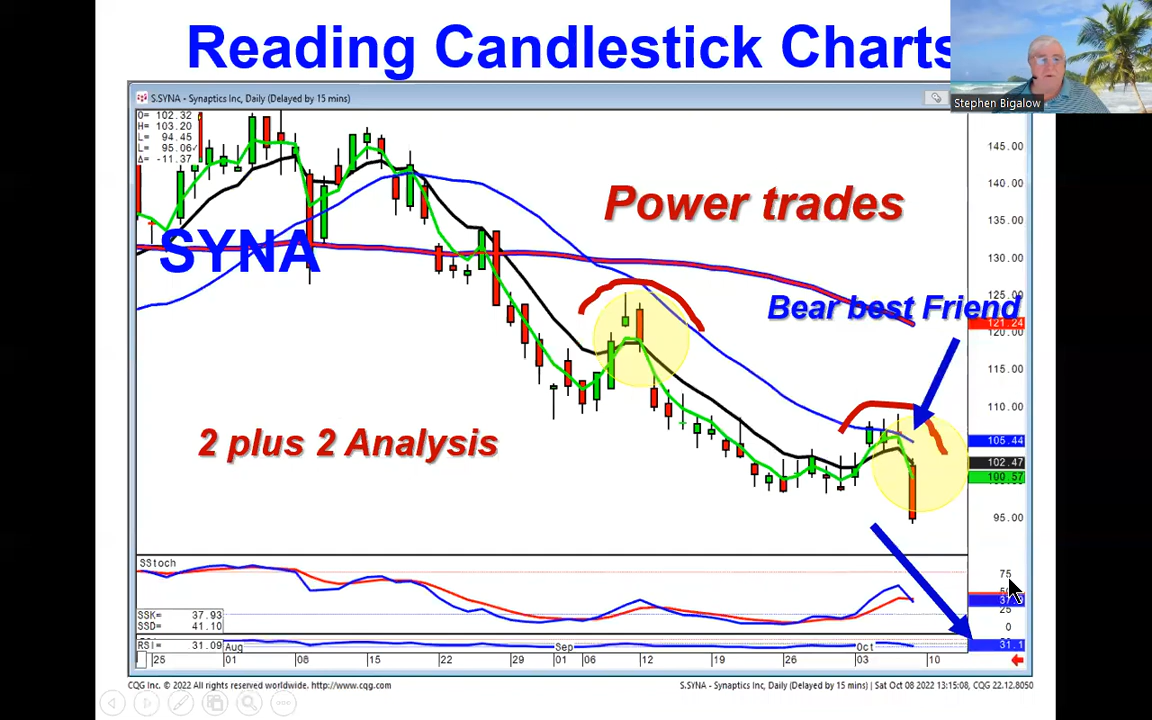 Reading Candlestick Charts
Stephen Bigalow
S.SYNA - Synaptics Inc, Daily (Delayed by 15 mins)
O= 102.32
H= 103.20
L= 94.45
L= 95.06
Δ= -11.37
145.00
140.00
135.00
130.00
125.00
121.24
120.00
115.00
110.00
105.44
102.47
100.57
95.00
Power trades
SYNA
Bear best Friend
2 plus 2 Analysis
SStoch
75
25
0
SSK= 37.93
SSD= 41.10
RSI= 31.09
31.1
Aug Sep Oct
25 01 08 15 22 29 01 06 12 19 26 03 10
CQG Inc. © 2022 All rights reserved worldwide. http://www.cqg.com
S.SYNA - Synaptics Inc, Daily (Delayed by 15 mins) | Sat Oct 08 2022 13:15:08, CQG 22.12.8050